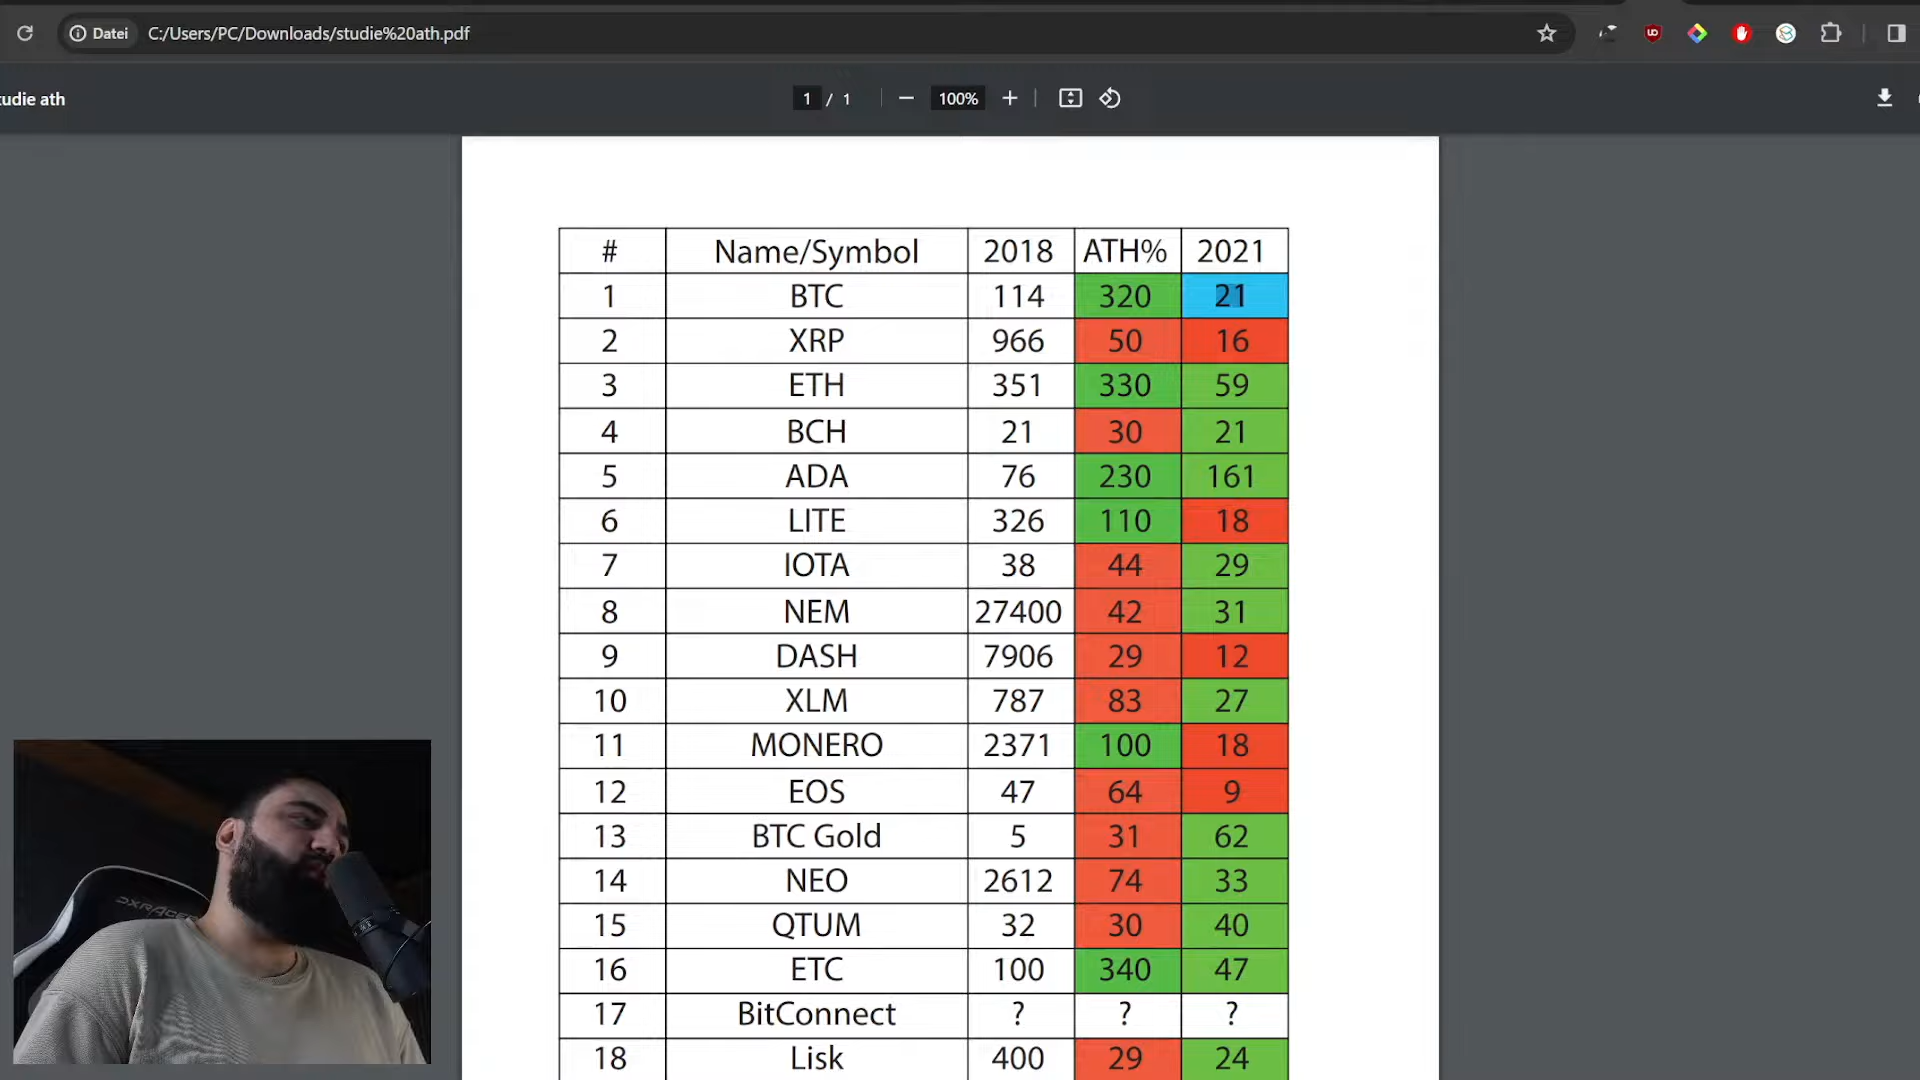 Datei C:/Users/PC/Downloads/studie%20ath.pdf
tudie ath 1 / 1 100%
# Name/Symbol 2018 ATH% 2021
1 BTC 114 320 21
2 XRP 966 50 16
3 ETH 351 330 59
4 BCH 21 30 21
5 ADA 76 230 161
6 LITE 326 110 18
7 IOTA 38 44 29
8 NEM 27400 42 31
9 DASH 7906 29 12
10 XLM 787 83 27
11 MONERO 2371 100 18
12 EOS 47 64 9
13 BTC Gold 5 31 62
14 NEO 2612 74 33
15 QTUM 32 30 40
16 ETC 100 340 47
17 BitConnect ? ? ?
18 Lisk 400 29 24